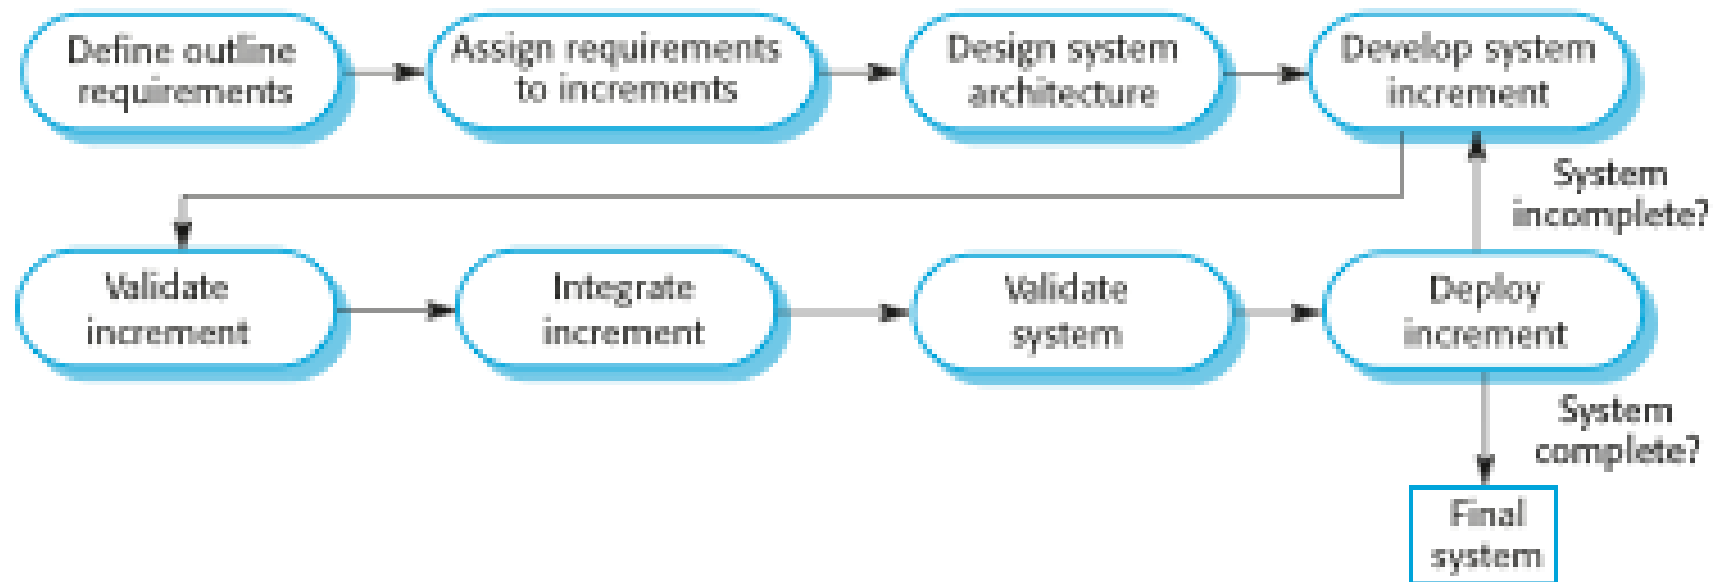 Define outline
requirements
Assign requirements
to increments
Design system
architecture
Develop system
increment
System
incomplete?
Validate
increment
Integrate
increment
Validate
system
Deploy
increment
System
complete?
Final
system